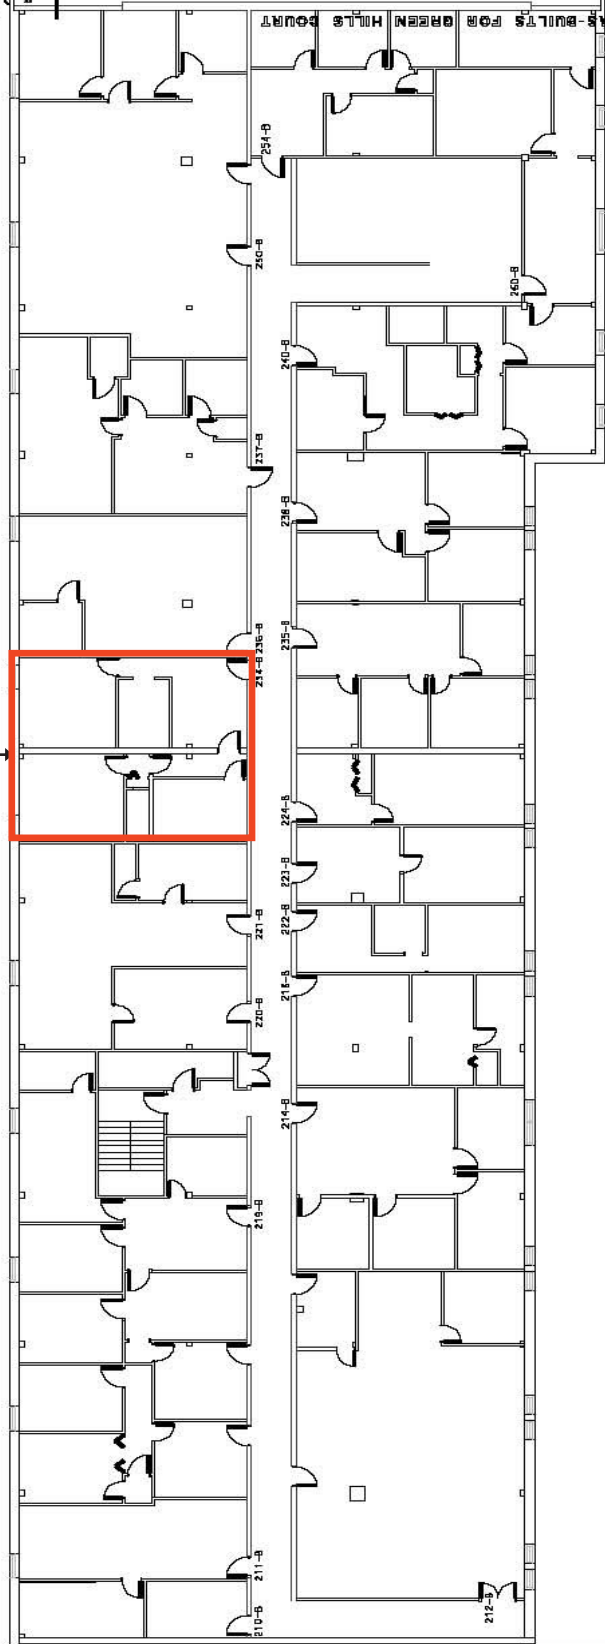 AS-BUILTS FOR GREEN HILLS COURT
254-B
250-B
260-B
240-B
237-B
238-B
236-B
235-B
234-B
224-B
223-B
221-B
222-B
220-B
218-B
214-B
219-B
211-B
210-B
212-B